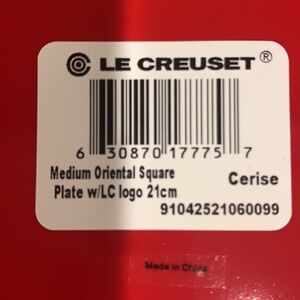 LE CREUSET®
6 30870 17775 7
Medium Oriental Square
Plate w/LC logo 21cm
Cerise
91042521060099
Made in China